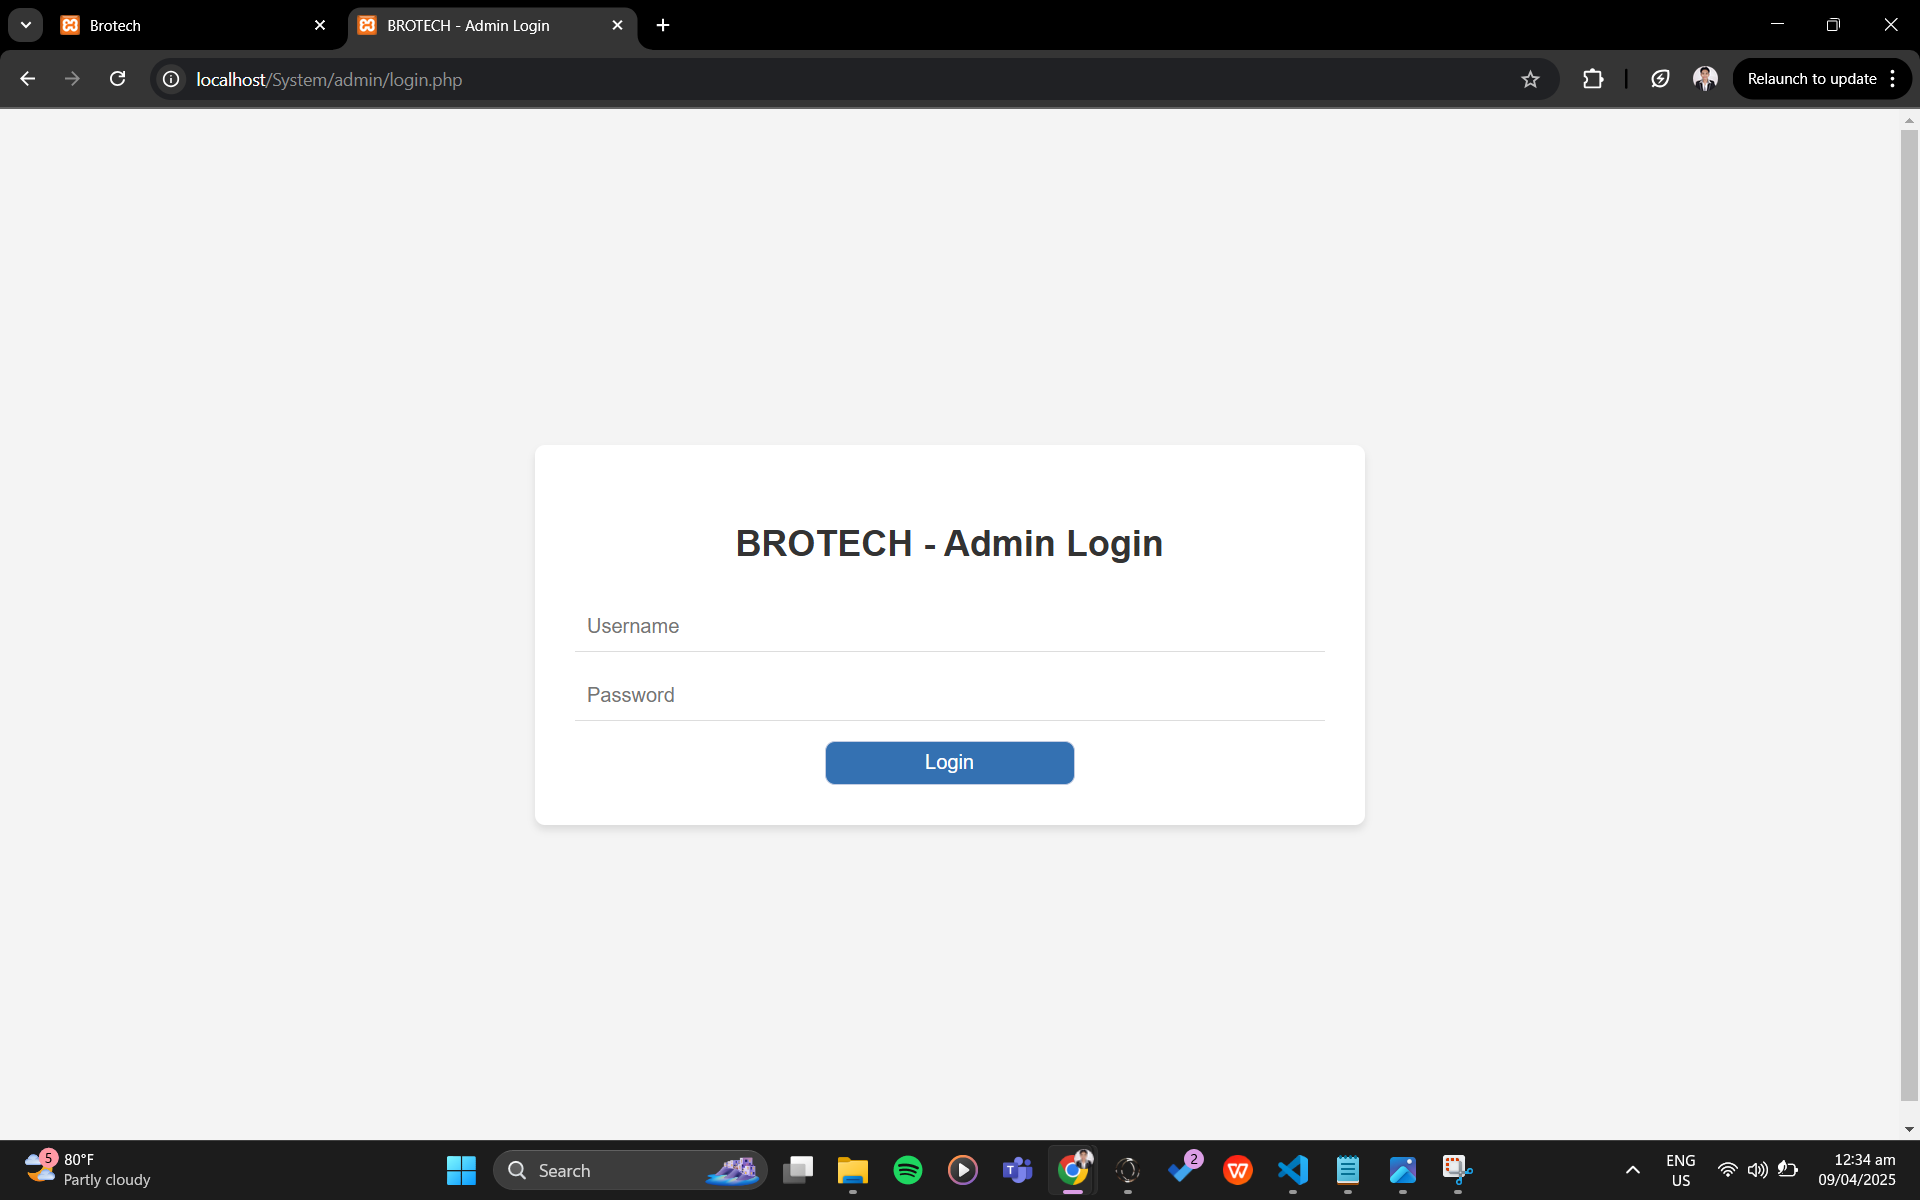 Brotech
BROTECH - Admin Login
localhost/System/admin/login.php
Relaunch to update
BROTECH - Admin Login
Username
Password
Login
5
80°F
Partly cloudy
Search
2
ENG
US
12:34 am
09/04/2025